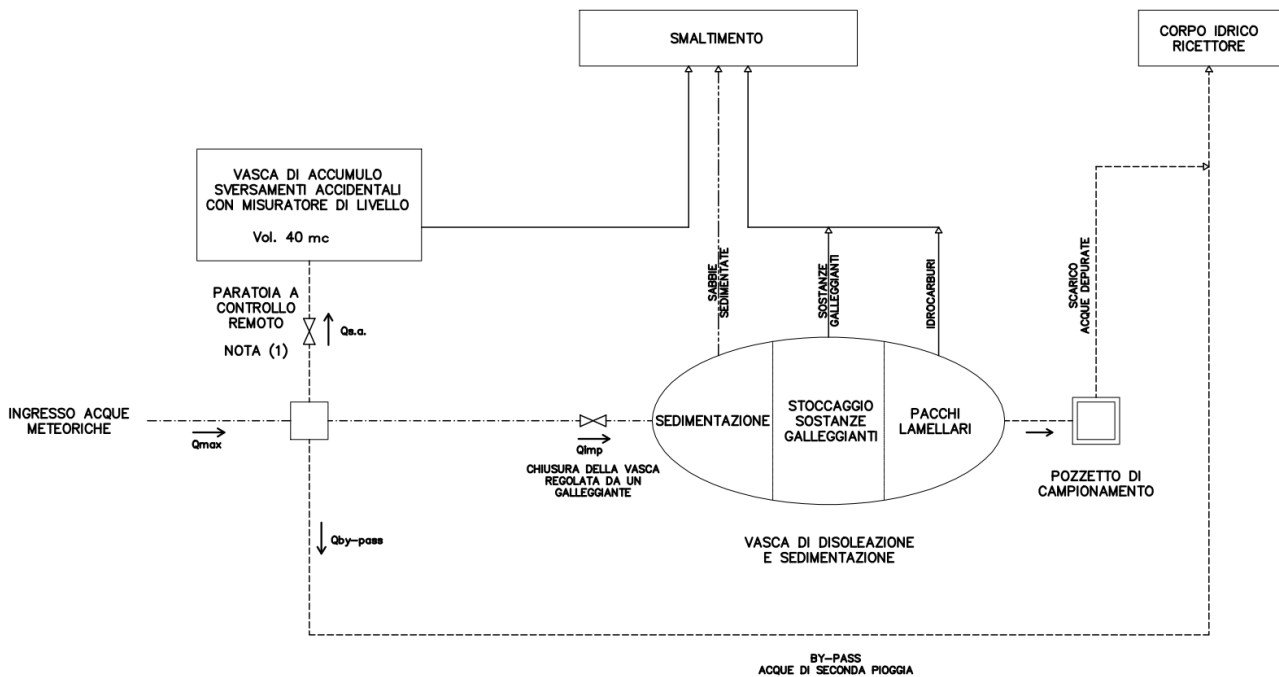 SMALTIMENTO
CORPO IDRICO
RICETTORE
VASCA DI ACCUMULO
SVERSAMENTI ACCIDENTALI
CON MISURATORE DI LIVELLO
Vol. 40 mc
PARATOIA A
CONTROLLO
REMOTO
NOTA (1)
Qs.a.
SABBIE
SEDIMENTATE
SOSTANZE
GALLEGGIANTI
IDROCARBURI
SCARICO
ACQUE DEPURATE
INGRESSO ACQUE
METEORICHE
Qmax
Qimp
CHIUSURA DELLA VASCA
REGOLATA DA UN
GALLEGGIANTE
SEDIMENTAZIONE
STOCCAGGIO
SOSTANZE
GALLEGGIANTI
PACCHI
LAMELLARI
POZZETTO DI
CAMPIONAMENTO
Qby-pass
VASCA DI DISOLEAZIONE
E SEDIMENTAZIONE
BY-PASS
ACQUE DI SECONDA PIOGGIA